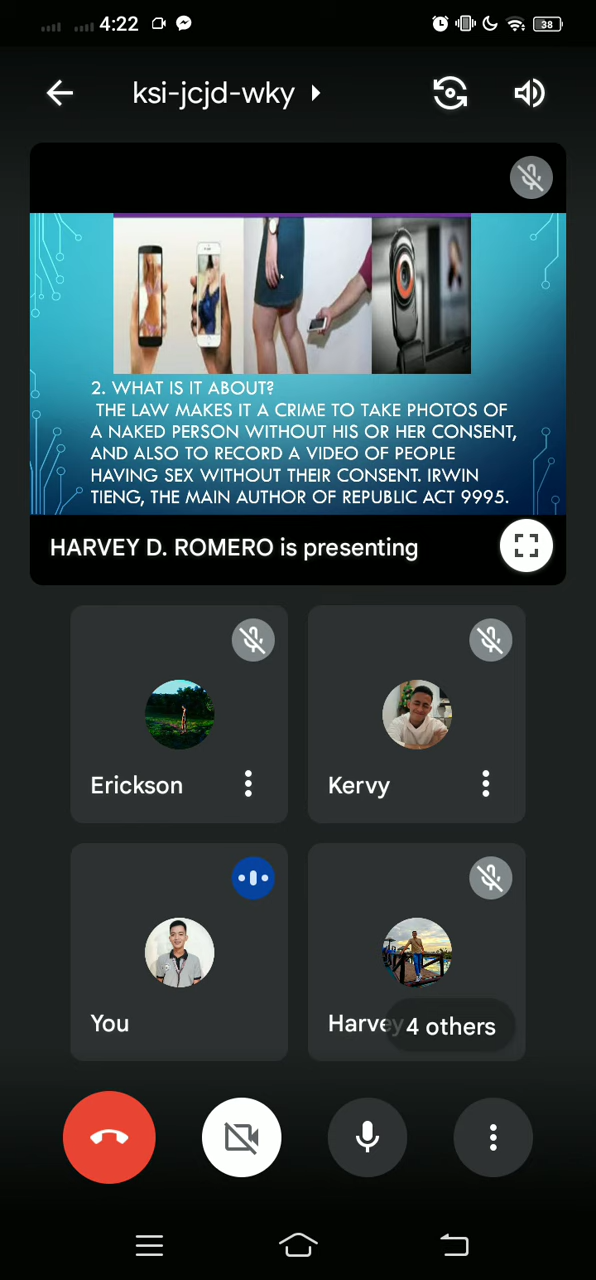 4:22
38
ksi-jcjd-wky
2. WHAT IS IT ABOUT?
THE LAW MAKES IT A CRIME TO TAKE PHOTOS OF
A NAKED PERSON WITHOUT HIS OR HER CONSENT,
AND ALSO TO RECORD A VIDEO OF PEOPLE
HAVING SEX WITHOUT THEIR CONSENT. IRWIN
TIENG, THE MAIN AUTHOR OF REPUBLIC ACT 9995.
HARVEY D. ROMERO is presenting
Erickson
Kervy
You
Harvey
4 others